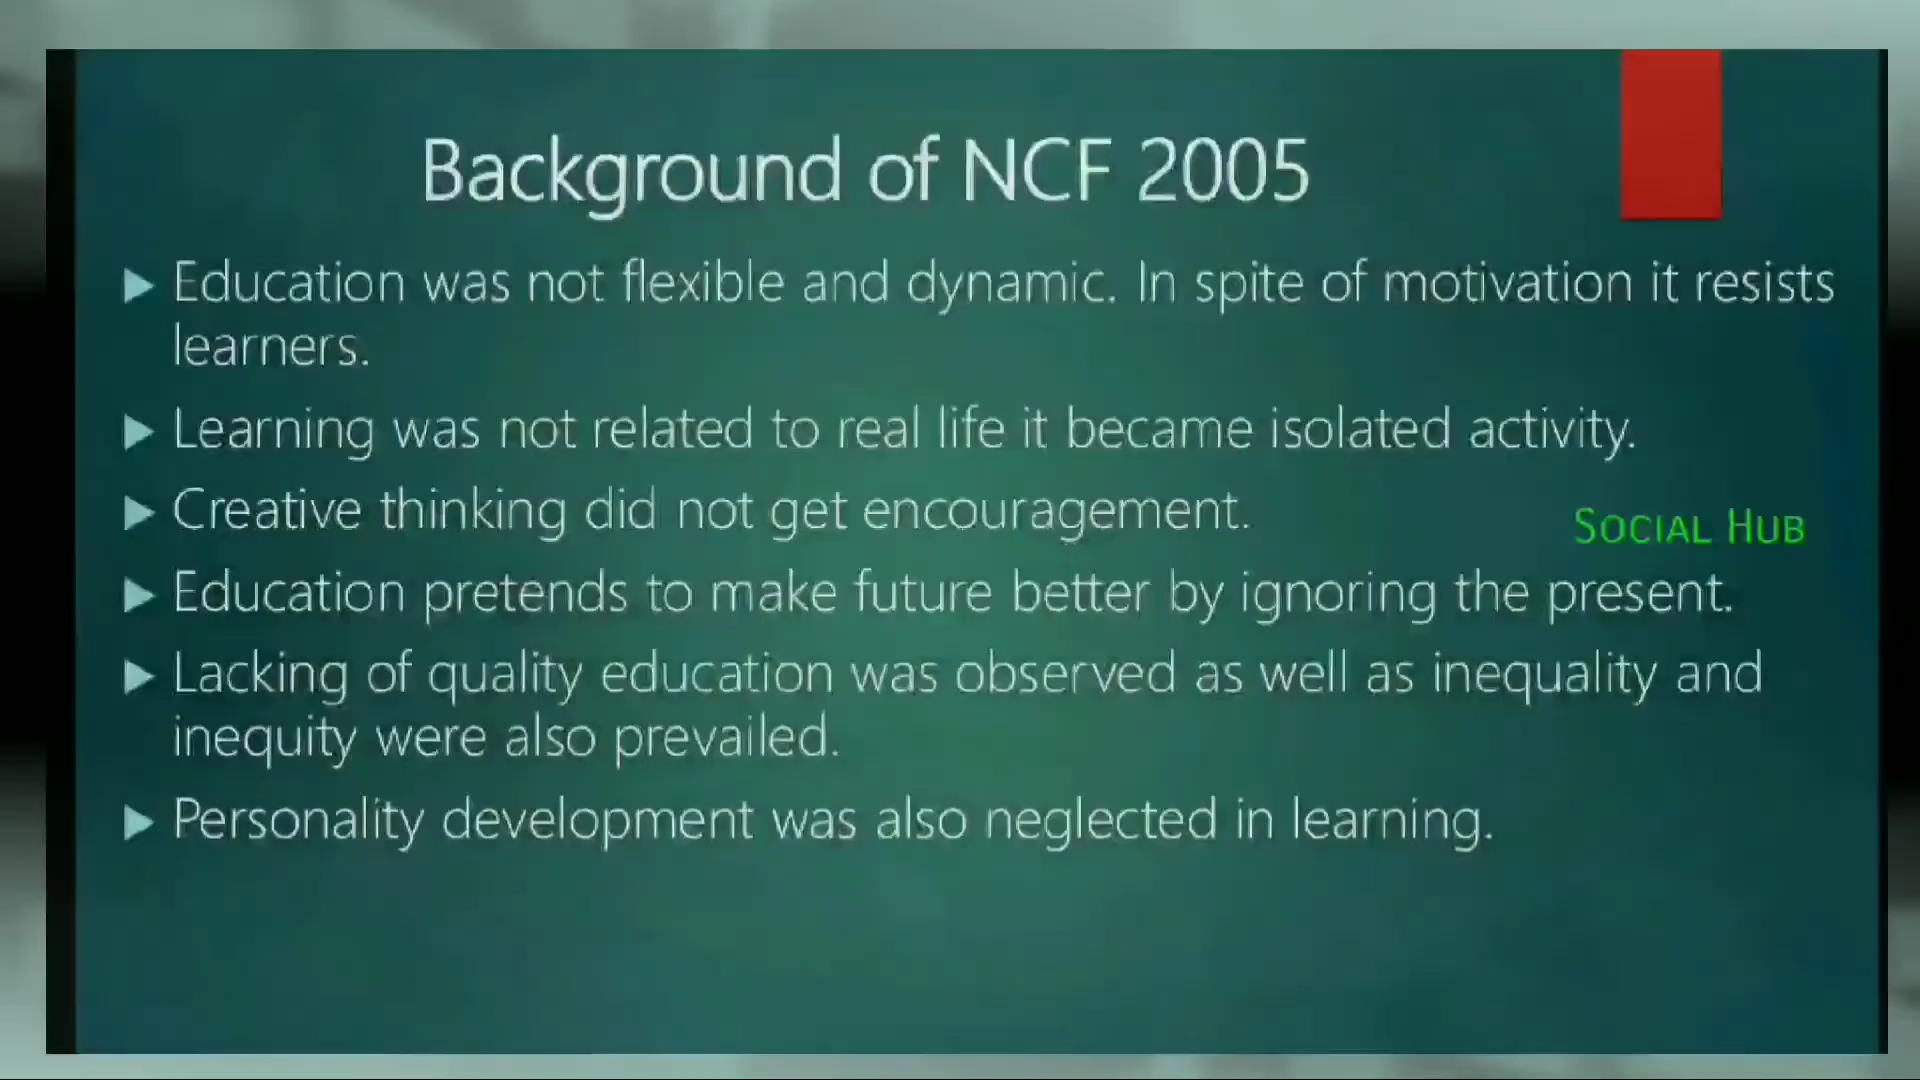 Background of NCF 2005
Education was not flexible and dynamic. In spite of motivation it resists
learners.
Learning was not related to real life it became isolated activity.
Creative thinking did not get encouragement.
SOCIAL HUB
Education pretends to make future better by ignoring the present.
Lacking of quality education was observed as well as inequality and
inequity were also prevailed.
Personality development was also neglected in learning.